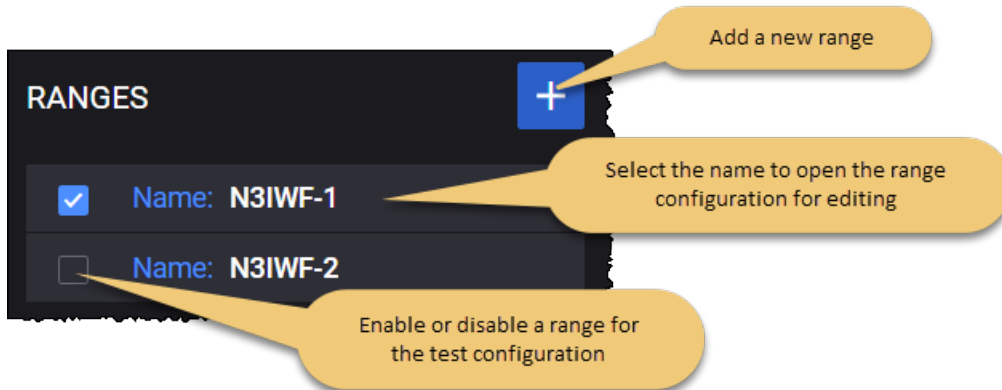 Add a new range
RANGES
+
Select the name to open the range
configuration for editing
Name: N3IWF-1
Name: N3IWF-2
Enable or disable a range for
the test configuration